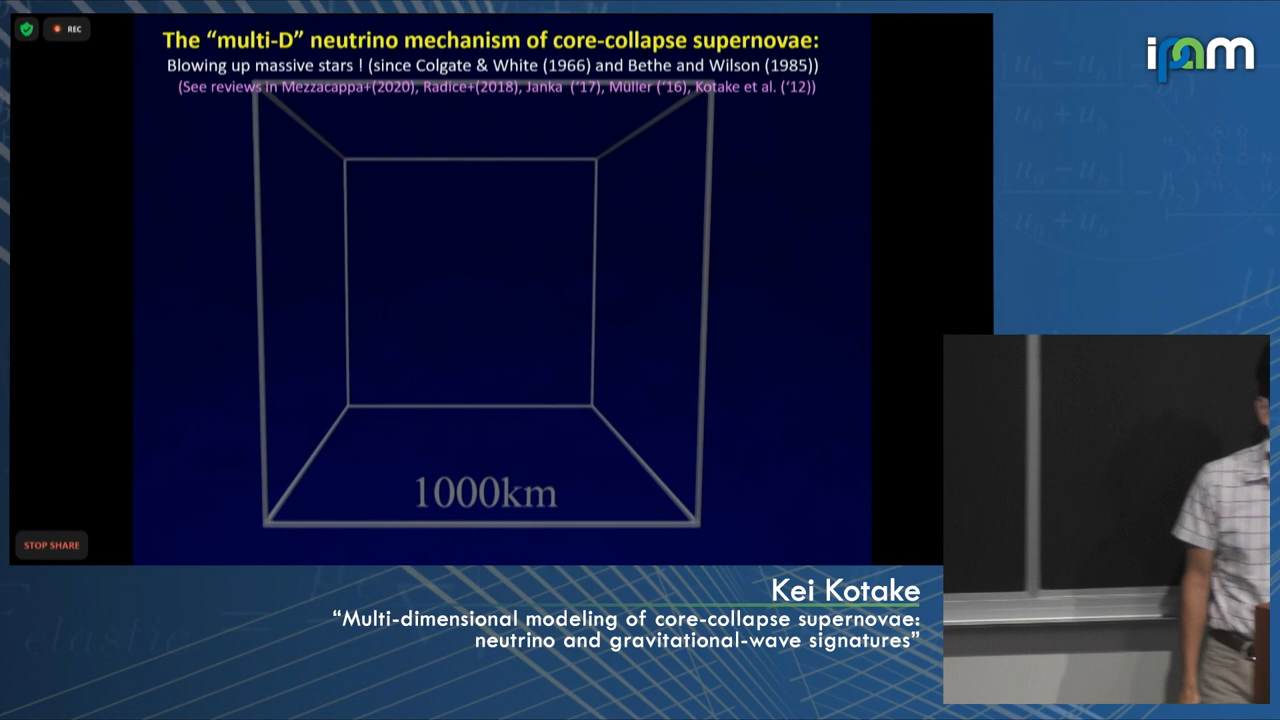 REC
The “multi-D” neutrino mechanism of core-collapse supernovae:
Blowing up massive stars ! (since Colgate & White (1966) and Bethe and Wilson (1985))
(See reviews in Mezzacappa+(2020), Radice+(2018), Janka (‘17), Müller (‘16), Kotake et al. (‘12))
1000km
STOP SHARE
ipam
Kei Kotake
“Multi-dimensional modeling of core-collapse supernovae:
neutrino and gravitational-wave signatures”
elastic